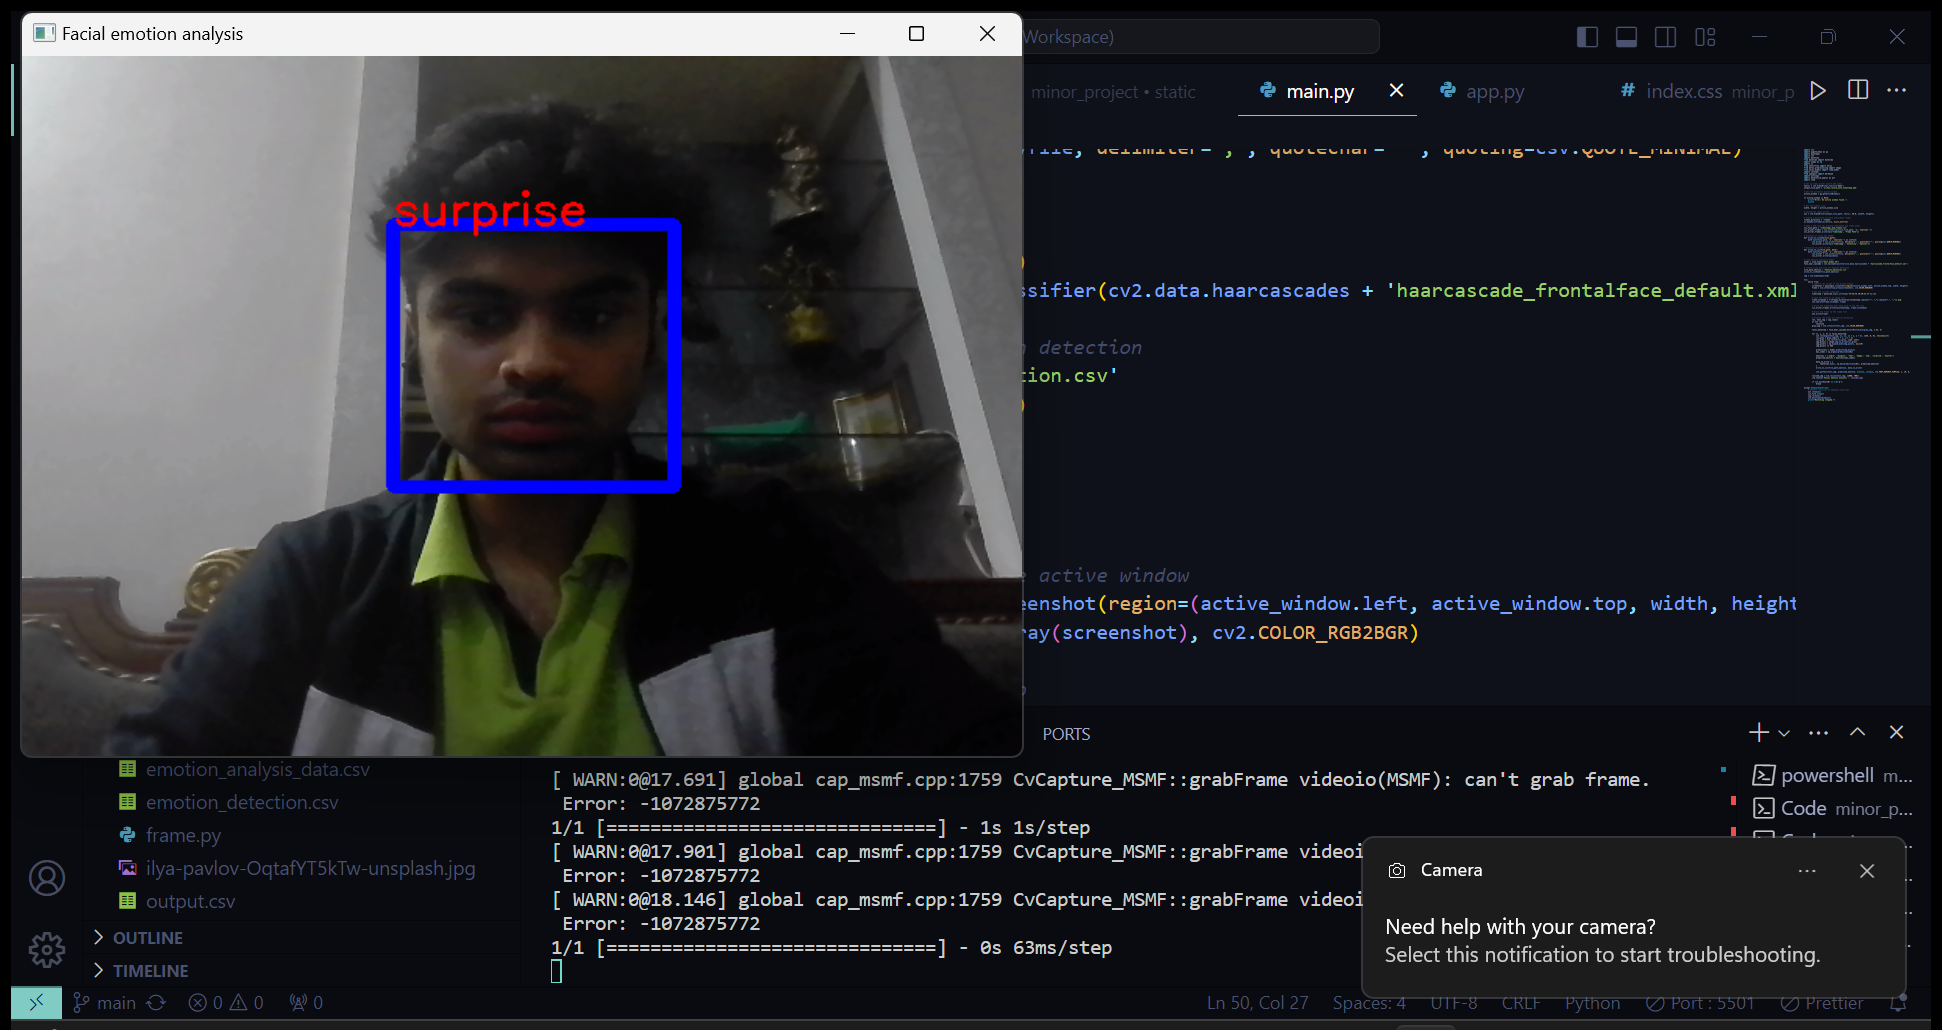 Facial emotion analysis
Workspace)
minor_project • static
main.py
app.py
# index.css minor_p
, quoting=csv.QUOTE_MINIMAL)
surprise
ssifier(cv2.data.haarcascades + 'haarcascade_frontalface_default.xml
detection
tion.csv'
active window
eenshot(region=(active_window.left, active_window.top, width, height
ray(screenshot), cv2.COLOR_RGB2BGR)
PORTS
emotion_analysis_data.csv
emotion_detection.csv
frame.py
ilya-pavlov-OqtafYT5kTw-unsplash.jpg
output.csv
OUTLINE
TIMELINE
[ WARN:0@17.691] global cap_msmf.cpp:1759 CvCapture_MSMF::grabFrame videoio(MSMF): can't grab frame.
Error: -1072875772
1/1 [==============================] - 1s 1s/step
[ WARN:0@17.901] global cap_msmf.cpp:1759 CvCapture_MSMF::grabFrame videoi
Error: -1072875772
[ WARN:0@18.146] global cap_msmf.cpp:1759 CvCapture_MSMF::grabFrame videoi
Error: -1072875772
1/1 [==============================] - 0s 63ms/step
powershell m...
Code minor_p...
Camera
Need help with your camera?
Select this notification to start troubleshooting.
main
0 0
0
Ln 50, Col 27
Spaces: 4
UTF-8
CRLF
Python
Port : 5501
Prettier